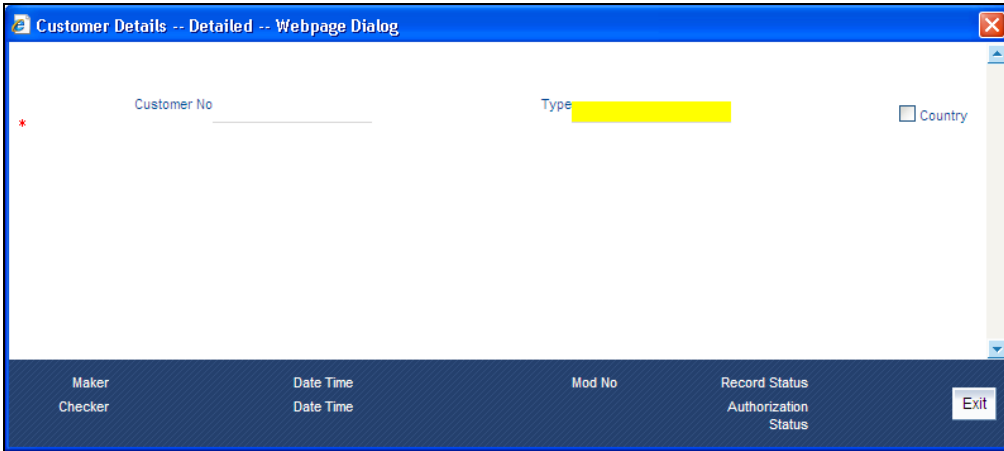 Customer Details -- Detailed -- Webpage Dialog
Customer No
Type
* Country
Maker Date Time Mod No Record Status
Checker Date Time Authorization Exit
Status